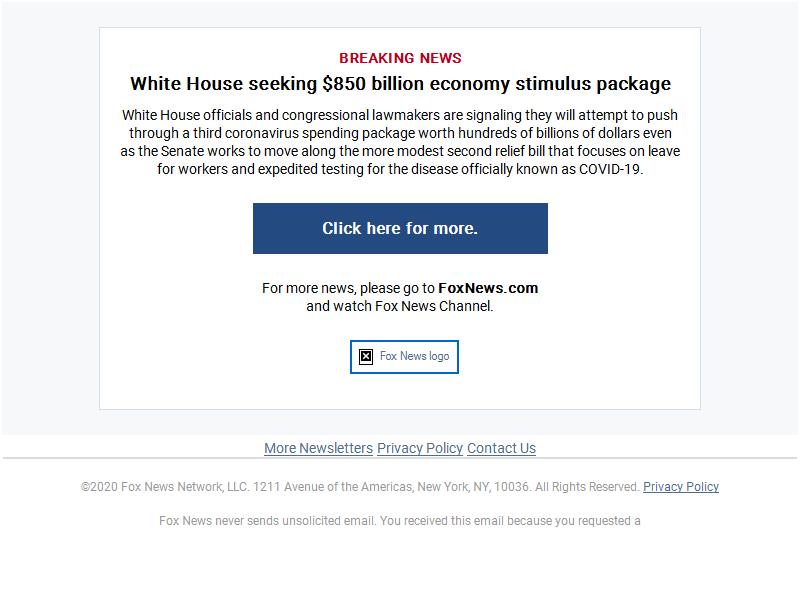 BREAKING NEWS
White House seeking $850 billion economy stimulus package
White House officials and congressional lawmakers are signaling they will attempt to push
through a third coronavirus spending package worth hundreds of billions of dollars even
as the Senate works to move along the more modest second relief bill that focuses on leave
for workers and expedited testing for the disease officially known as COVID-19.
Click here for more.
For more news, please go to FoxNews.com
and watch Fox News Channel.
Fox News logo
More Newsletters Privacy Policy Contact Us
©2020 Fox News Network, LLC. 1211 Avenue of the Americas, New York, NY, 10036. All Rights Reserved. Privacy Policy
Fox News never sends unsolicited email. You received this email because you requested a